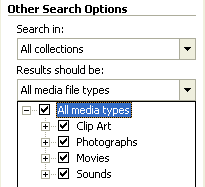 Other Search Options
Search in:
All collections
Results should be:
All media file types
All media types
Clip Art
Photographs
Movies
Sounds